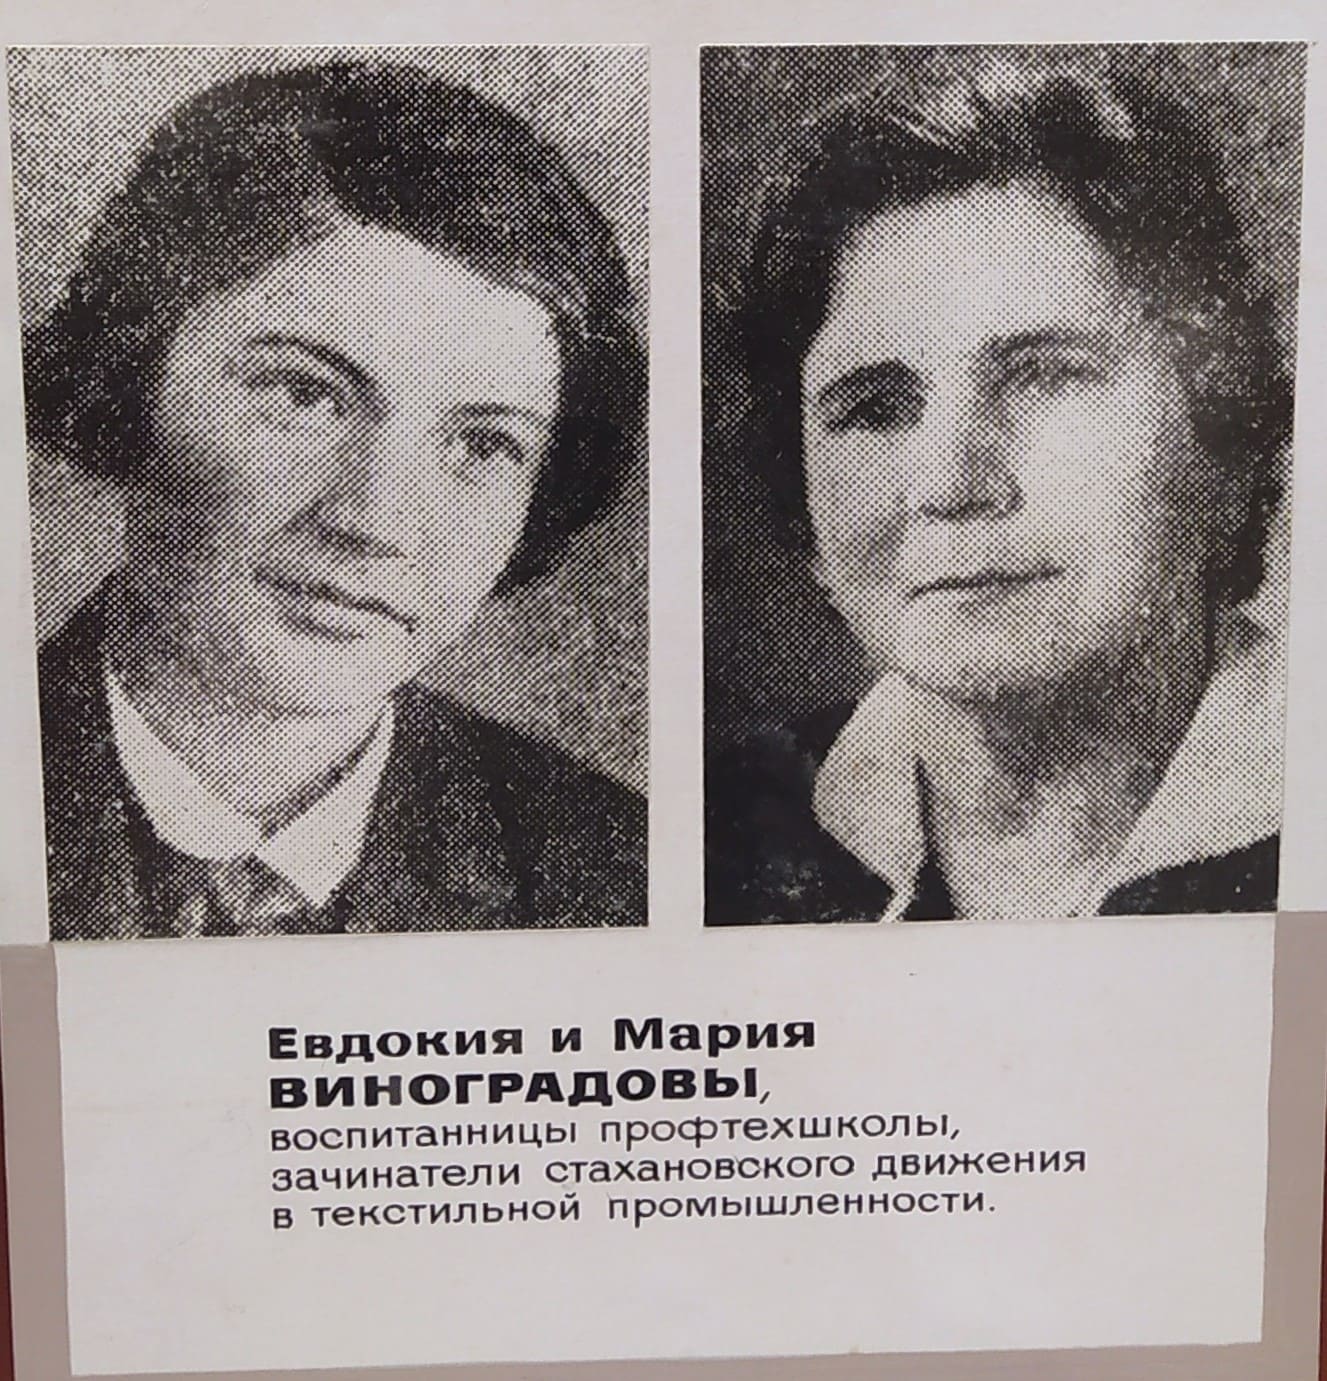 Евдокия и Мария
ВИНОГРАДОВЫ,
воспитанницы профтехшколы,
зачинатели стахановского движения
в текстильной промышленности.